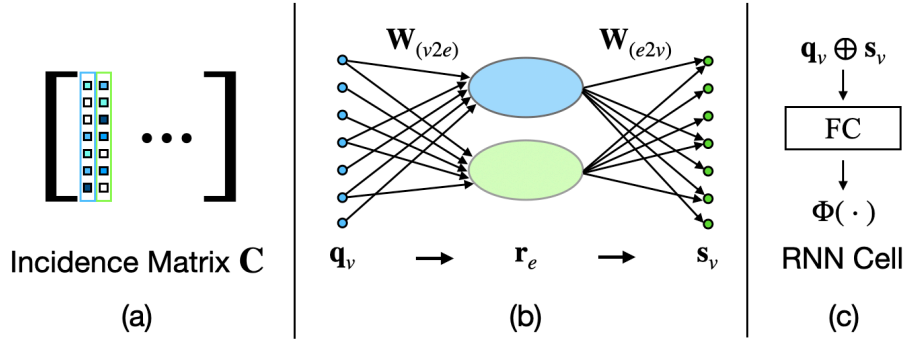 Incidence Matrix C
(a)
W(v2e) W(e2v)
qv → re → sv
(b)
qv ⊕ sv
FC
Φ( · )
RNN Cell
(c)